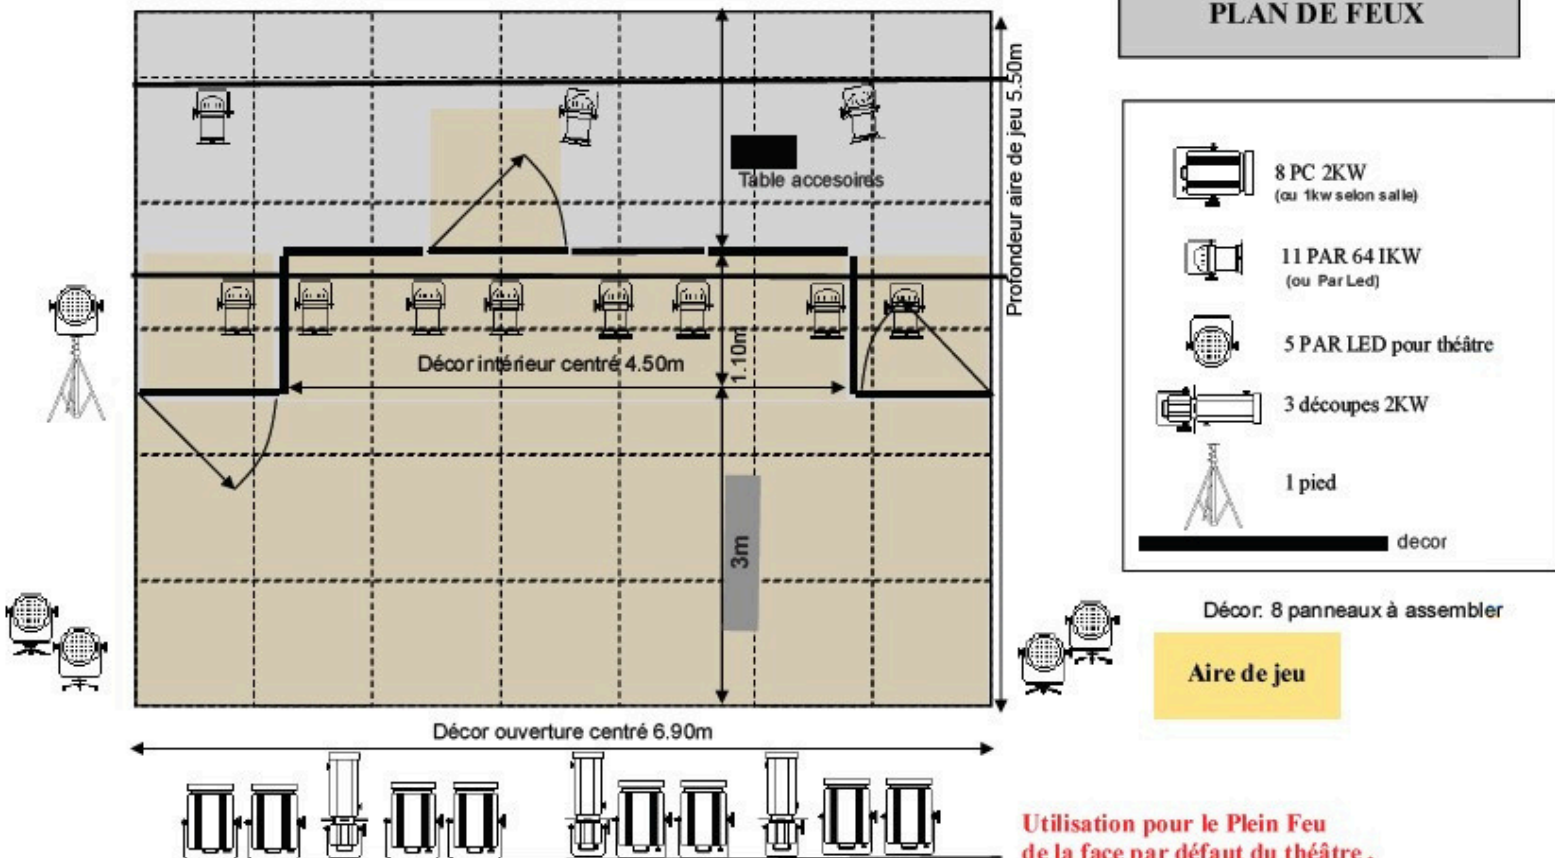 PLAN DE FEUX
Profondeur aire de jeu 5.50m
Table accesoires
Décor intérieur centré 4.50m
1.10m
3m
Décor ouverture centré 6.90m
8 PC 2KW
(ou 1kw selon salle)
11 PAR 64 IKW
(ou Par Led)
5 PAR LED pour théâtre
3 découpes 2KW
1 pied
decor
Décor: 8 panneaux à assembler
Aire de jeu
Utilisation pour le Plein Feu
de la face par défaut du théâtre .